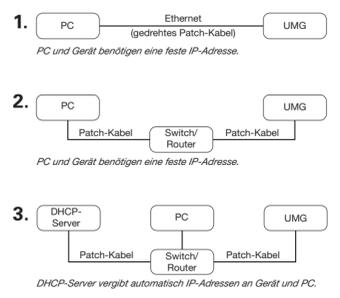 1. PC Ethernet UMG
(gedrehtes Patch-Kabel)
PC und Gerät benötigen eine feste IP-Adresse.
2. PC UMG
Patch-Kabel Switch/ Patch-Kabel
Router
PC und Gerät benötigen eine feste IP-Adresse.
3. DHCP-
Server PC UMG
Patch-Kabel Switch/ Patch-Kabel
Router
DHCP-Server vergibt automatisch IP-Adressen an Gerät und PC.